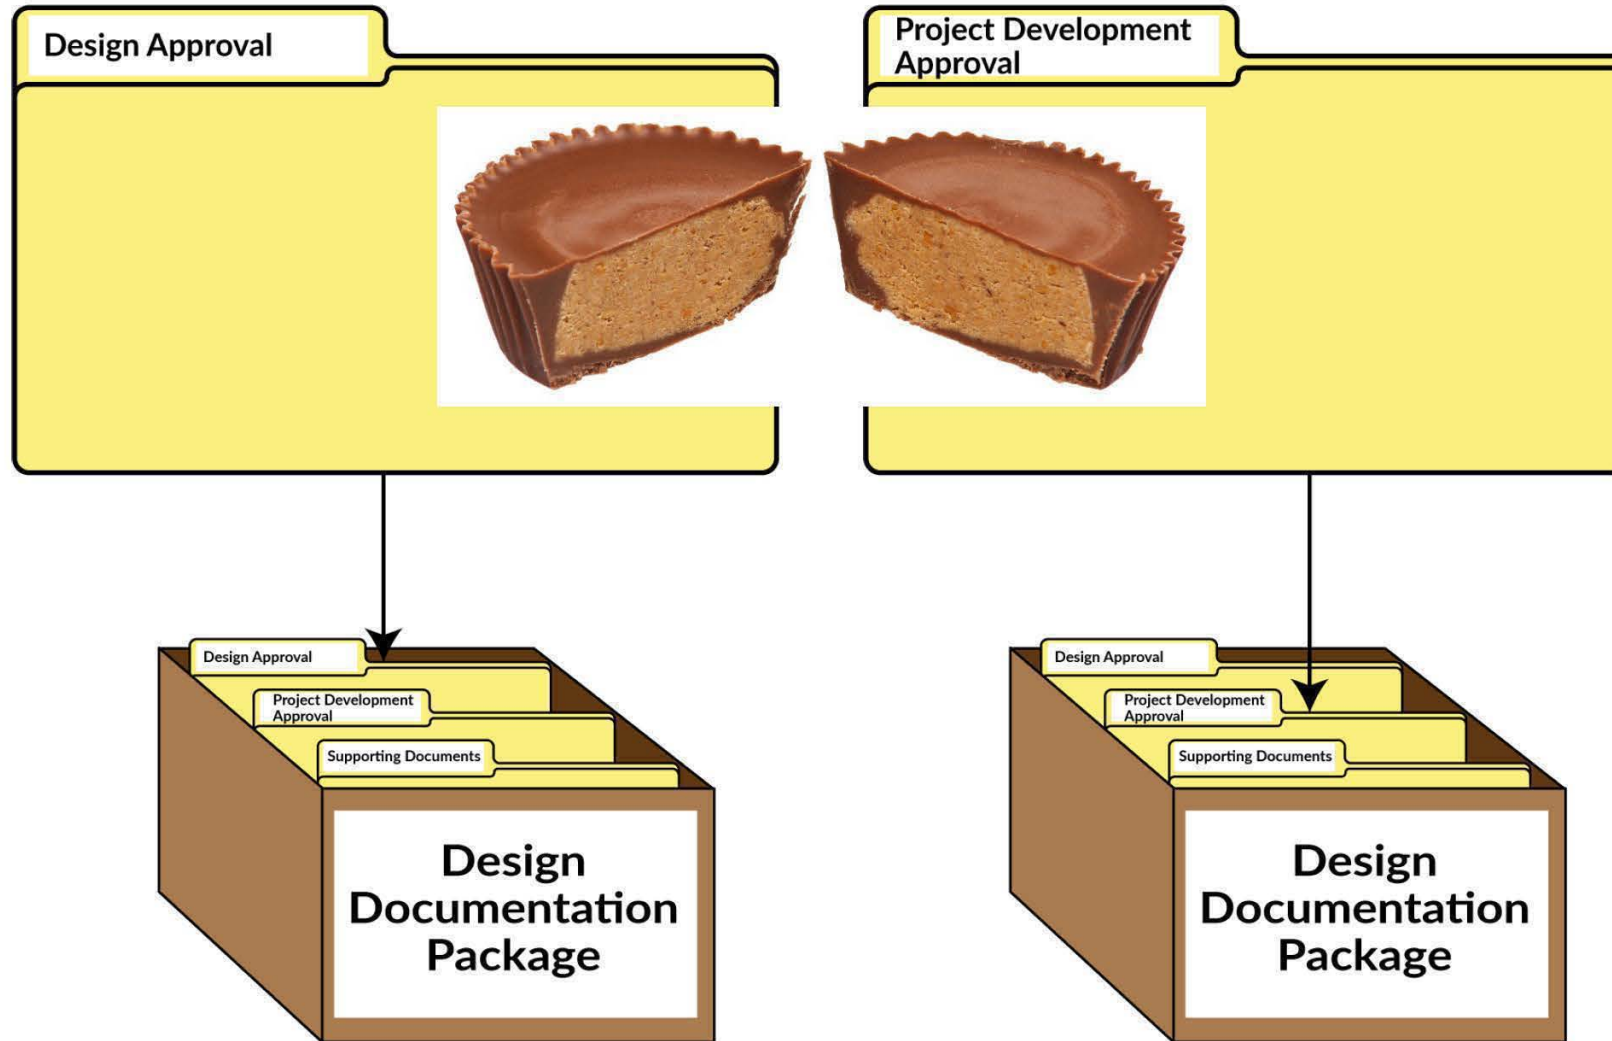 Design Approval
Project Development
Approval
Design Approval
Project Development
Approval
Supporting Documents
Design
Documentation
Package
Design Approval
Project Development
Approval
Supporting Documents
Design
Documentation
Package